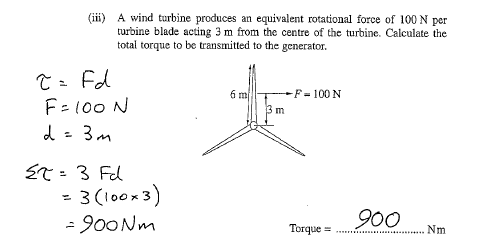 (iii) A wind turbine produces an equivalent rotational force of 100 N per
turbine blade acting 3 m from the centre of the turbine. Calculate the
total torque to be transmitted to the generator.
τ = Fd
F = 100 N
d = 3m
6 m
F = 100 N
3 m
Στ = 3 Fd
= 3(100×3)
= 900Nm
Torque = 900 Nm